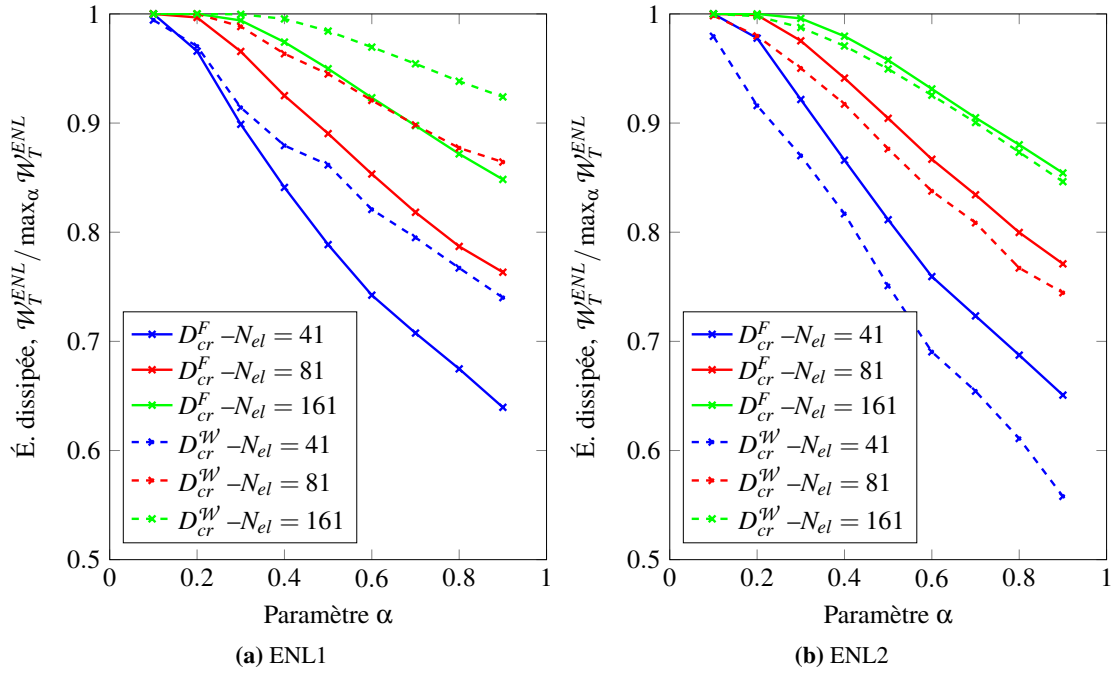 1
0.9
0.8
0.7
0.6
0.5
0
0.2
0.4
0.6
0.8
1
É. dissipée, 𝒲_T^{ENL} / max_α 𝒲_T^{ENL}
D_{cr}^F –N_{el} = 41
D_{cr}^F –N_{el} = 81
D_{cr}^F –N_{el} = 161
D_{cr}^𝒲 –N_{el} = 41
D_{cr}^𝒲 –N_{el} = 81
D_{cr}^𝒲 –N_{el} = 161
Paramètre α
(a) ENL1
1
0.9
0.8
0.7
0.6
0.5
0
0.2
0.4
0.6
0.8
1
É. dissipée, 𝒲_T^{ENL} / max_α 𝒲_T^{ENL}
D_{cr}^F –N_{el} = 41
D_{cr}^F –N_{el} = 81
D_{cr}^F –N_{el} = 161
D_{cr}^𝒲 –N_{el} = 41
D_{cr}^𝒲 –N_{el} = 81
D_{cr}^𝒲 –N_{el} = 161
Paramètre α
(b) ENL2